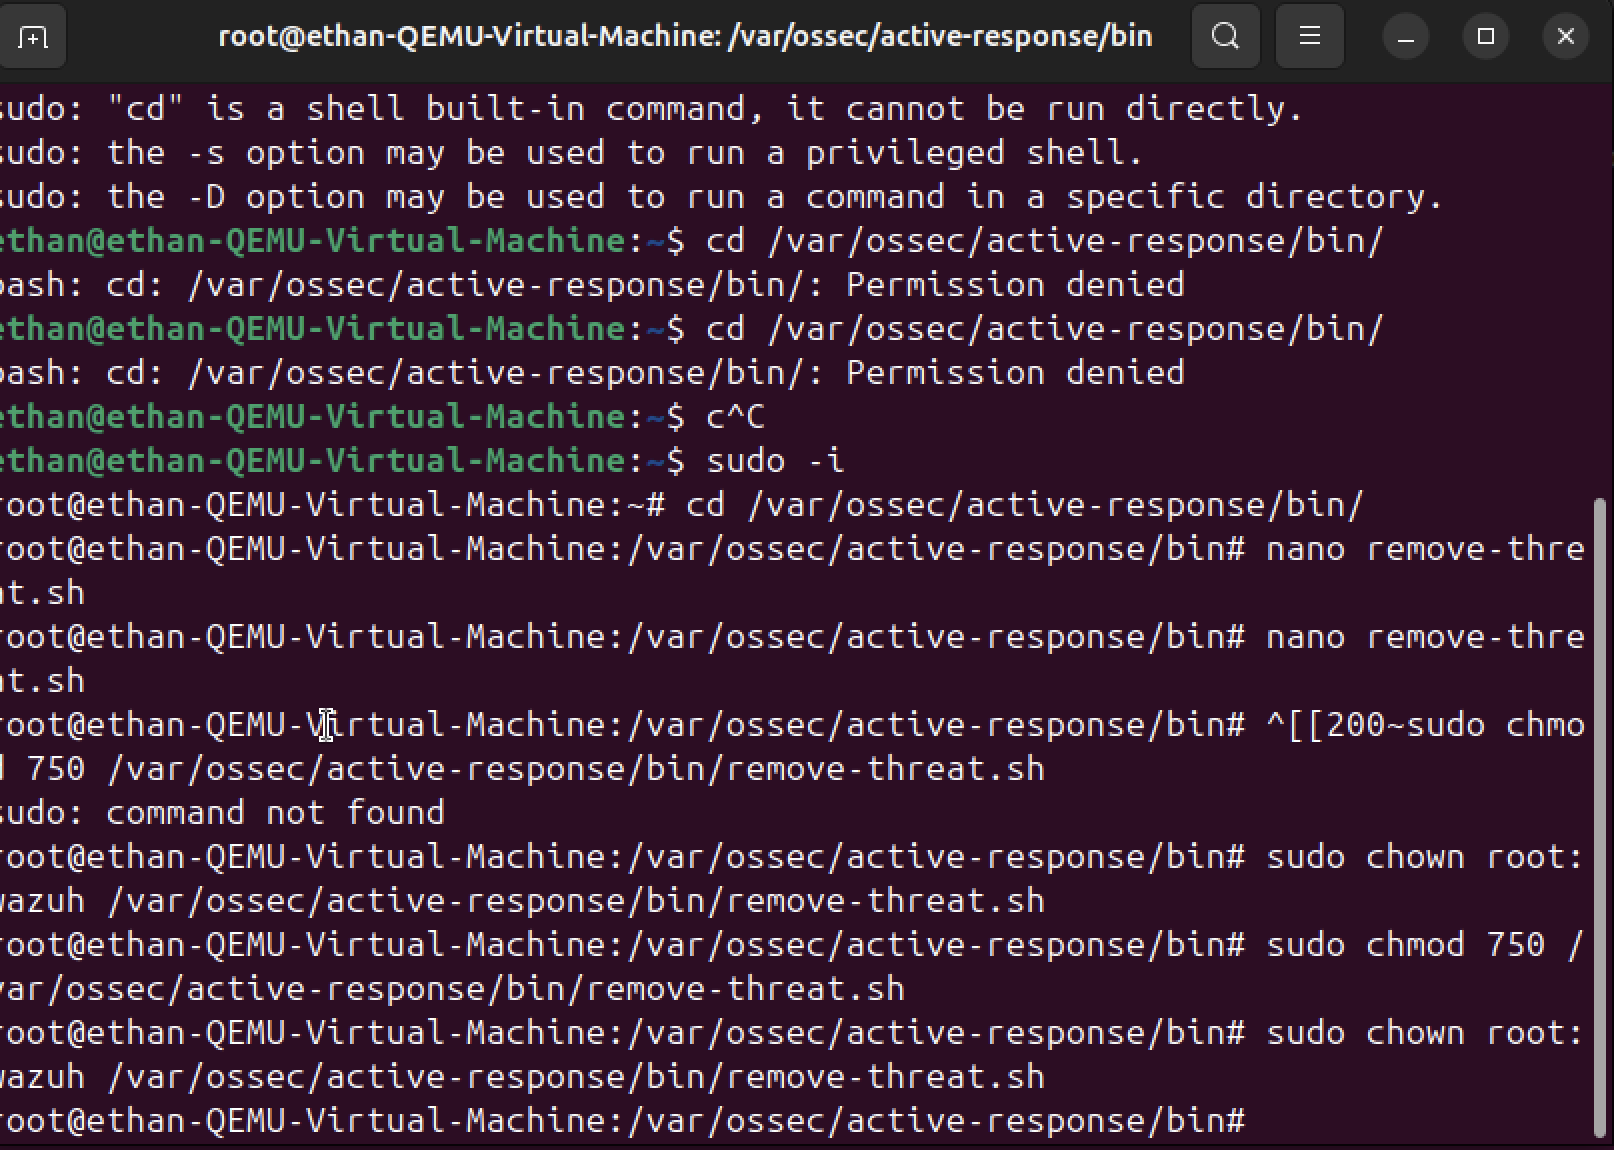 root@ethan-QEMU-Virtual-Machine: /var/ossec/active-response/bin
sudo: "cd" is a shell built-in command, it cannot be run directly.
sudo: the -s option may be used to run a privileged shell.
sudo: the -D option may be used to run a command in a specific directory.
ethan@ethan-QEMU-Virtual-Machine:~$ cd /var/ossec/active-response/bin/
bash: cd: /var/ossec/active-response/bin/: Permission denied
ethan@ethan-QEMU-Virtual-Machine:~$ cd /var/ossec/active-response/bin/
bash: cd: /var/ossec/active-response/bin/: Permission denied
ethan@ethan-QEMU-Virtual-Machine:~$ c^C
ethan@ethan-QEMU-Virtual-Machine:~$ sudo -i
root@ethan-QEMU-Virtual-Machine:~# cd /var/ossec/active-response/bin/
root@ethan-QEMU-Virtual-Machine:/var/ossec/active-response/bin# nano remove-thre
at.sh
root@ethan-QEMU-Virtual-Machine:/var/ossec/active-response/bin# nano remove-thre
at.sh
root@ethan-QEMU-Virtual-Machine:/var/ossec/active-response/bin# ^[[200~sudo chmo
d 750 /var/ossec/active-response/bin/remove-threat.sh
sudo: command not found
root@ethan-QEMU-Virtual-Machine:/var/ossec/active-response/bin# sudo chown root:
wazuh /var/ossec/active-response/bin/remove-threat.sh
root@ethan-QEMU-Virtual-Machine:/var/ossec/active-response/bin# sudo chmod 750 /
var/ossec/active-response/bin/remove-threat.sh
root@ethan-QEMU-Virtual-Machine:/var/ossec/active-response/bin# sudo chown root:
wazuh /var/ossec/active-response/bin/remove-threat.sh
root@ethan-QEMU-Virtual-Machine:/var/ossec/active-response/bin#